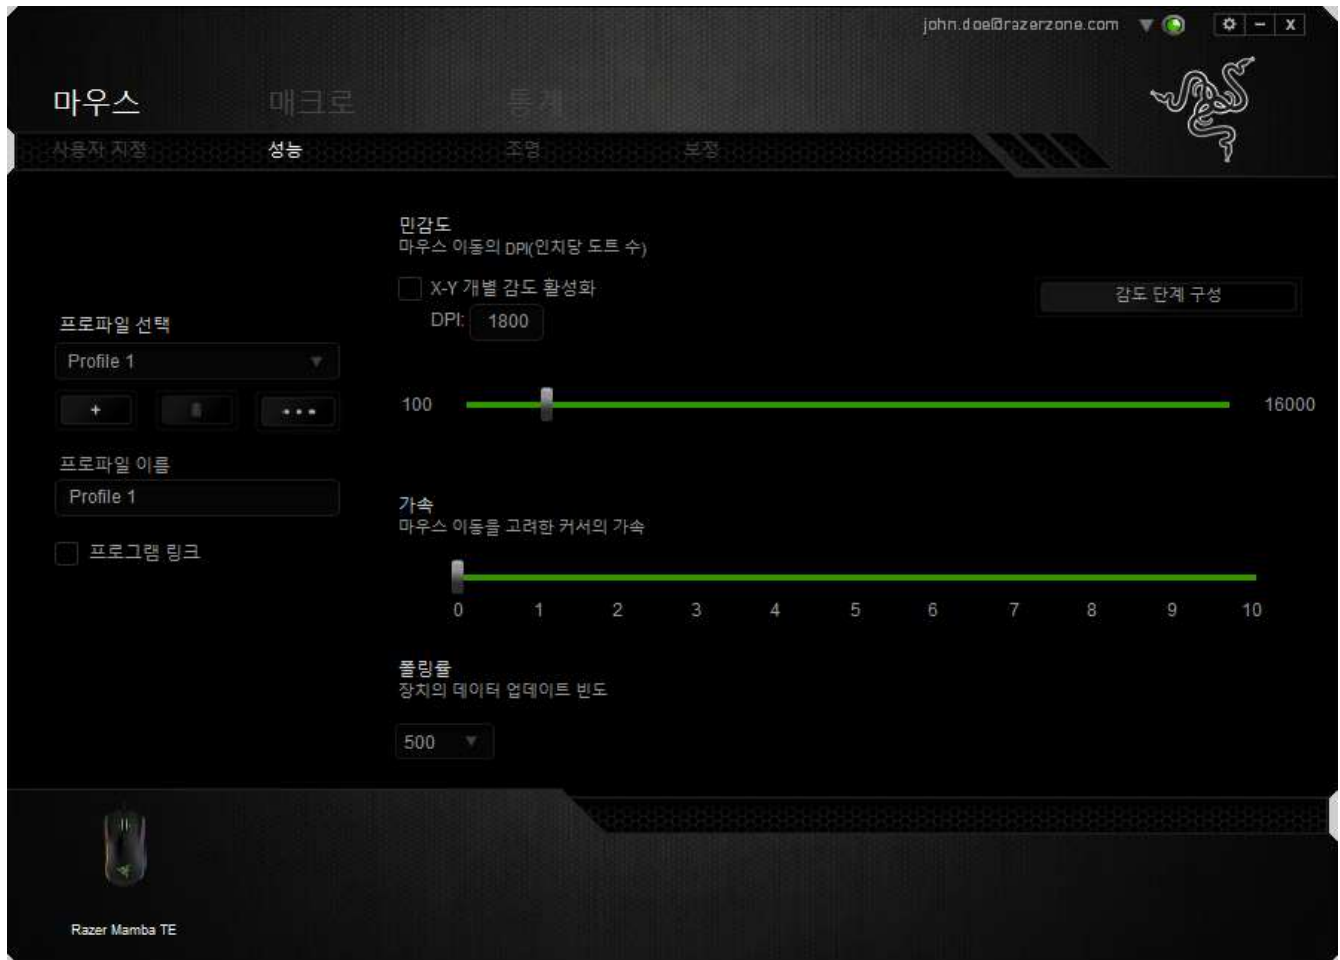 john.doe@razerzone.com
마우스 매크로 통계
사용자 지정 성능 조명 보정
민감도
마우스 이동의 DPI(인치당 도트 수)
X-Y 개별 감도 활성화
감도 단계 구성
DPI: 1800
프로파일 선택
Profile 1
100 16000
프로파일 이름
Profile 1
가속
마우스 이동을 고려한 커서의 가속
프로그램 링크
0 1 2 3 4 5 6 7 8 9 10
폴링률
장치의 데이터 업데이트 빈도
500
Razer Mamba TE